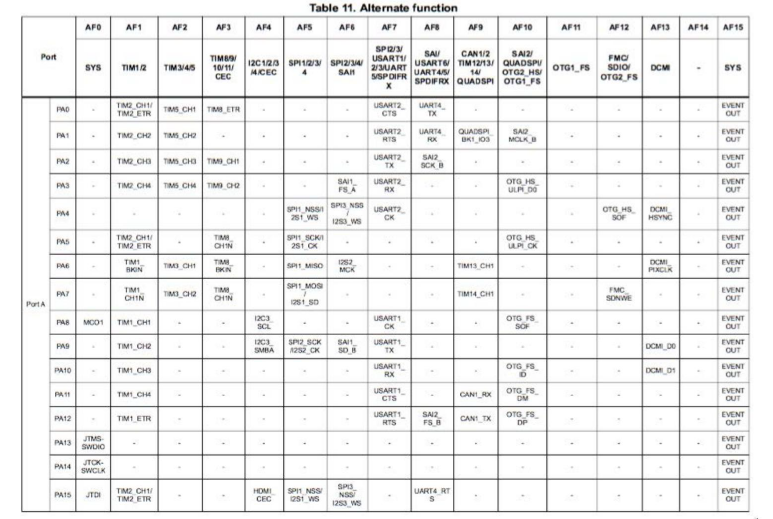 Table 11. Alternate function
Port AF0 AF1 AF2 AF3 AF4 AF5 AF6 AF7 AF8 AF9 AF10 AF11 AF12 AF13 AF14 AF15
SYS TIM1/2 TIM3/4/5 TIM8/9/10/11/CEC I2C1/2/3/4/CEC SPI1/2/3/4 SPI2/3/4/SAI1 SPI2/3/USART1/2/3/UART5/SPDIFRX SAI/USART6/UART4/5/SPDIFRX CAN1/2 TIM12/13/14/QUADSPI SAI2/QUADSPI/OTG2_HS/OTG1_FS OTG1_FS FMC/SDIO/OTG2_FS DCMI - SYS
Port A
PA0 - TIM2_CH1/TIM2_ETR TIM5_CH1 TIM8_ETR - - - USART2_CTS UART4_TX - - - - - - EVENT OUT
PA1 - TIM2_CH2 TIM5_CH2 - - - - USART2_RTS UART4_RX QUADSPI_BK1_IO3 SAI2_MCLK_B - - - - EVENT OUT
PA2 - TIM2_CH3 TIM5_CH3 TIM9_CH1 - - - USART2_TX SAI2_SCK_B - - - - - - EVENT OUT
PA3 - TIM2_CH4 TIM5_CH4 TIM9_CH2 - - SAI1_FS_A USART2_RX - - OTG_HS_ULPI_D0 - - - - EVENT OUT
PA4 - - - - - SPI1_NSS/I2S1_WS SPI3_NSS/I2S3_WS USART2_CK - - - - OTG_HS_SOF DCMI_HSYNC - EVENT OUT
PA5 - TIM2_CH1/TIM2_ETR - TIM8_CH1N - SPI1_SCK/I2S1_CK - - - - OTG_HS_ULPI_CK - - - - EVENT OUT
PA6 - TIM1_BKIN TIM3_CH1 TIM8_BKIN - SPI1_MISO I2S2_MCK - - TIM13_CH1 - - - DCMI_PIXCLK - EVENT OUT
PA7 - TIM1_CH1N TIM3_CH2 TIM8_CH1N - SPI1_MOSI/I2S1_SD - - - TIM14_CH1 - - FMC_SDNWE - - EVENT OUT
PA8 MCO1 TIM1_CH1 - - I2C3_SCL - - USART1_CK - - OTG_FS_SOF - - - - EVENT OUT
PA9 - TIM1_CH2 - - I2C3_SMBA SPI2_SCK/I2S2_CK SAI1_SD_B USART1_TX - - - - - DCMI_D0 - EVENT OUT
PA10 - TIM1_CH3 - - - - - USART1_RX - - OTG_FS_ID - - DCMI_D1 - EVENT OUT
PA11 - TIM1_CH4 - - - - - USART1_CTS - CAN1_RX OTG_FS_DM - - - - EVENT OUT
PA12 - TIM1_ETR - - - - - USART1_RTS SAI2_FS_B CAN1_TX OTG_FS_DP - - - - EVENT OUT
PA13 JTMS-SWDIO - - - - - - - - - - - - - - EVENT OUT
PA14 JTCK-SWCLK - - - - - - - - - - - - - - EVENT OUT
PA15 JTDI TIM2_CH1/TIM2_ETR - - HDMI_CEC SPI1_NSS/I2S1_WS SPI3_NSS/I2S3_WS - UART4_RTS - - - - - - EVENT OUT